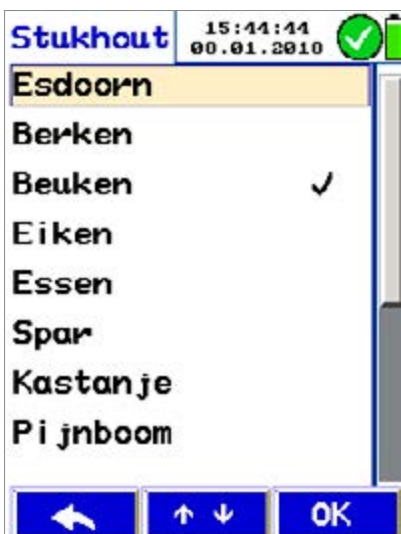 Stukhout
15:44:44
00.01.2010
Esdoorn
Berken
Beuken
Eiken
Essen
Spar
Kastanje
Pijnboom
OK